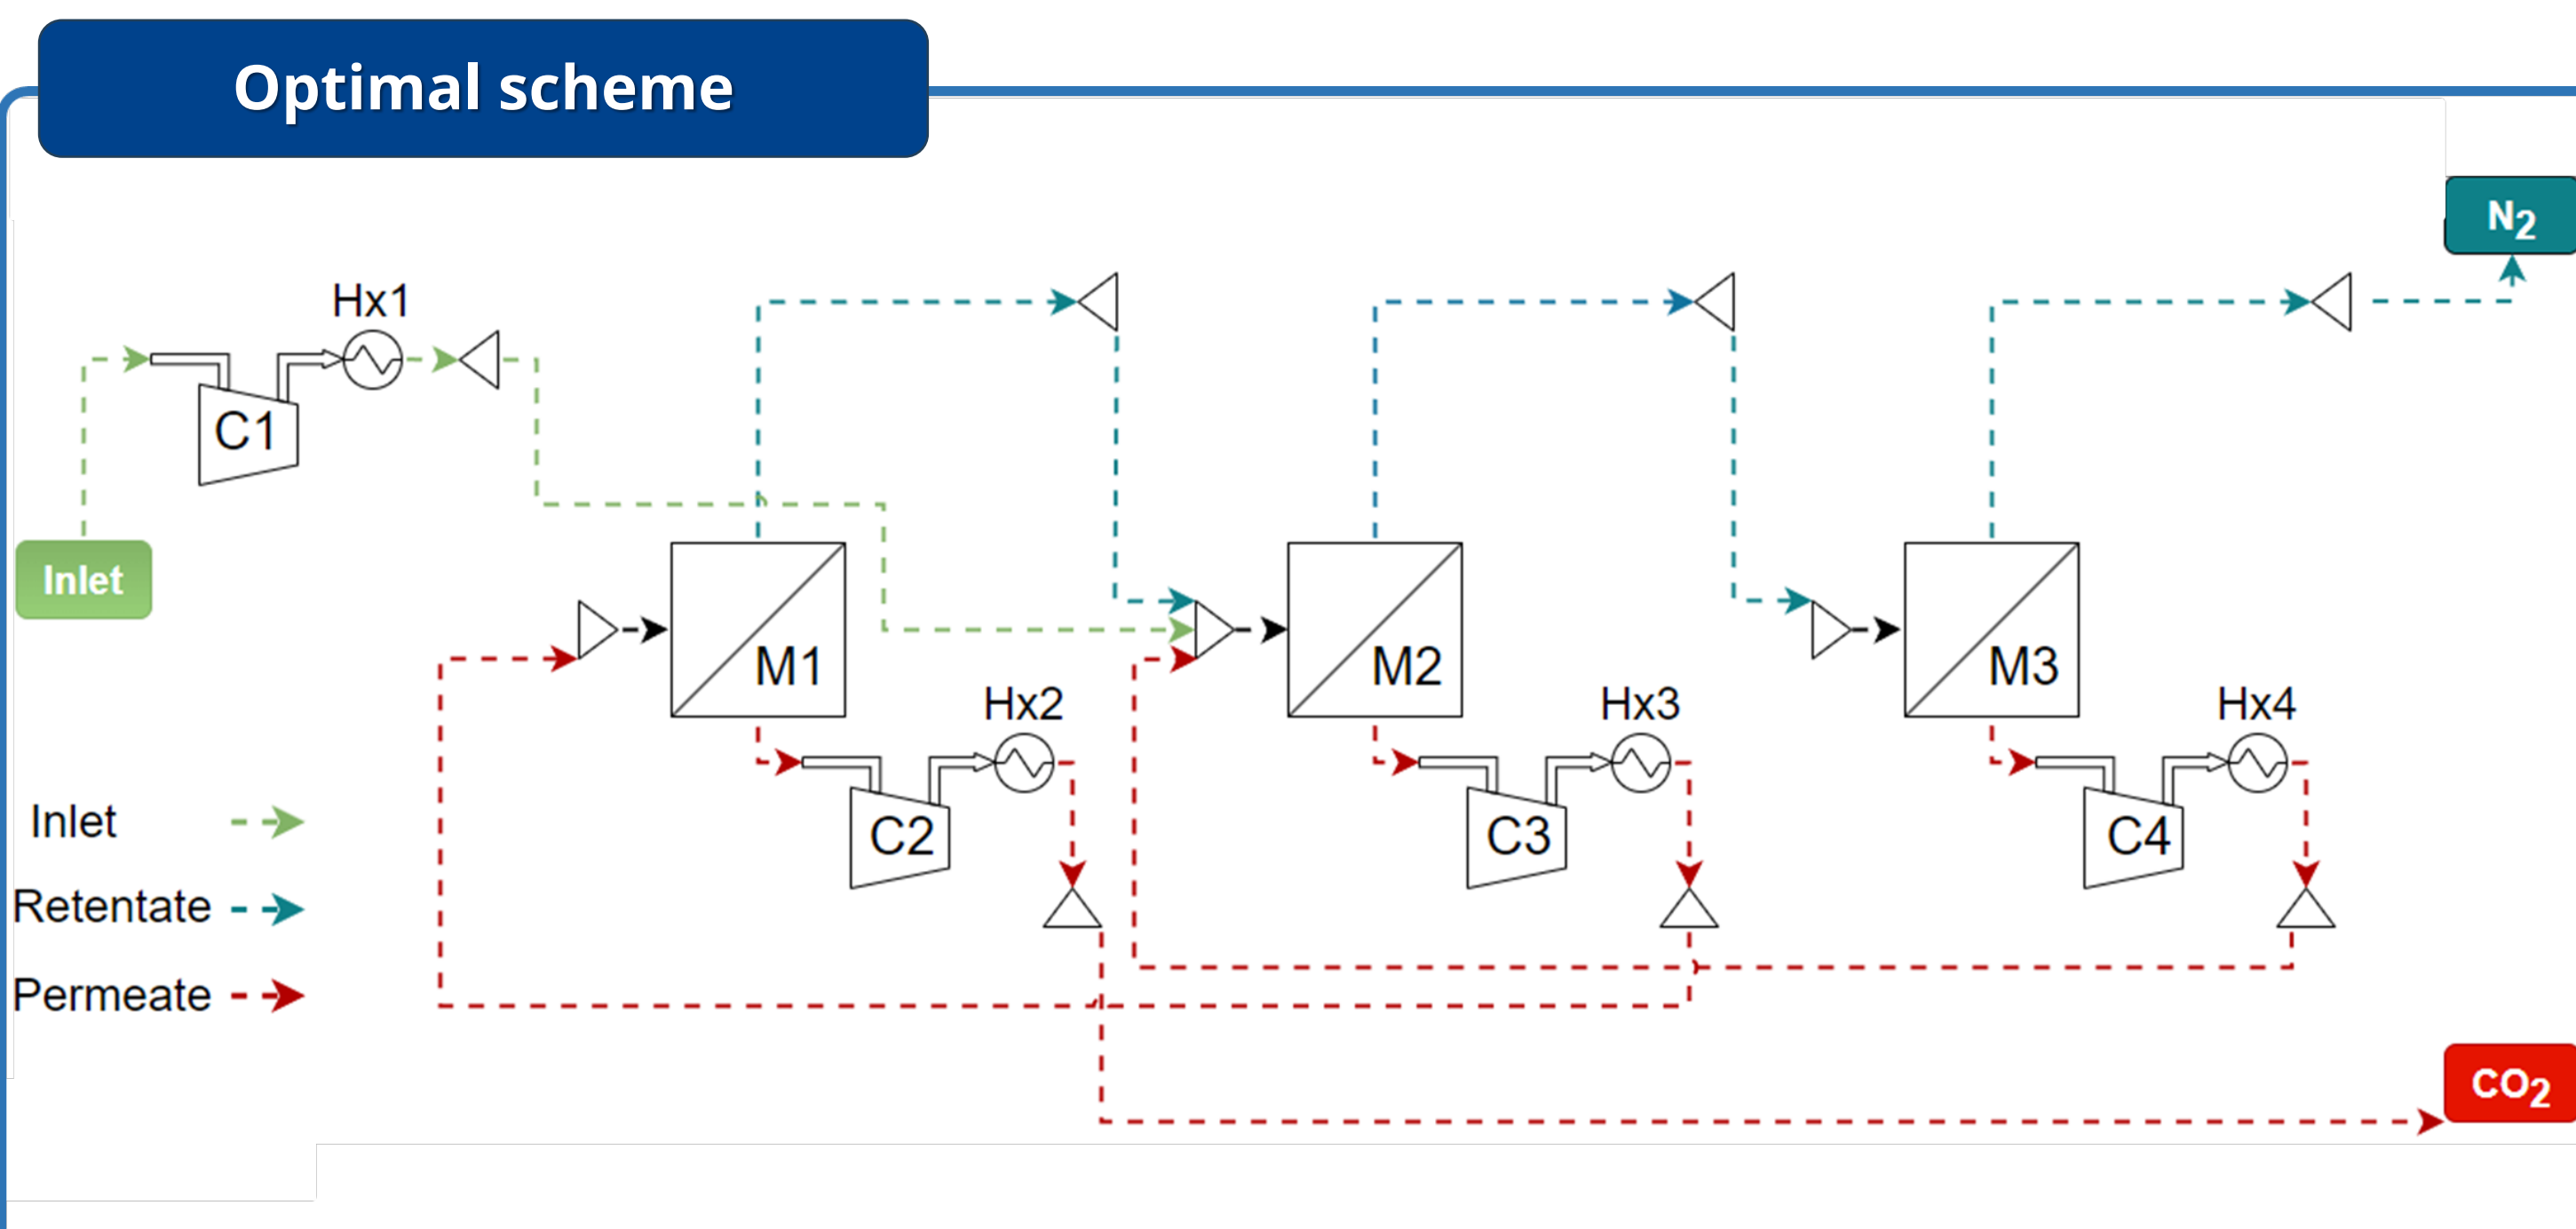 Optimal scheme
N2
Hx1
C1
Inlet
M1
M2
M3
Hx2
Hx3
Hx4
C2
C3
C4
Inlet
Retentate
Permeate
CO2